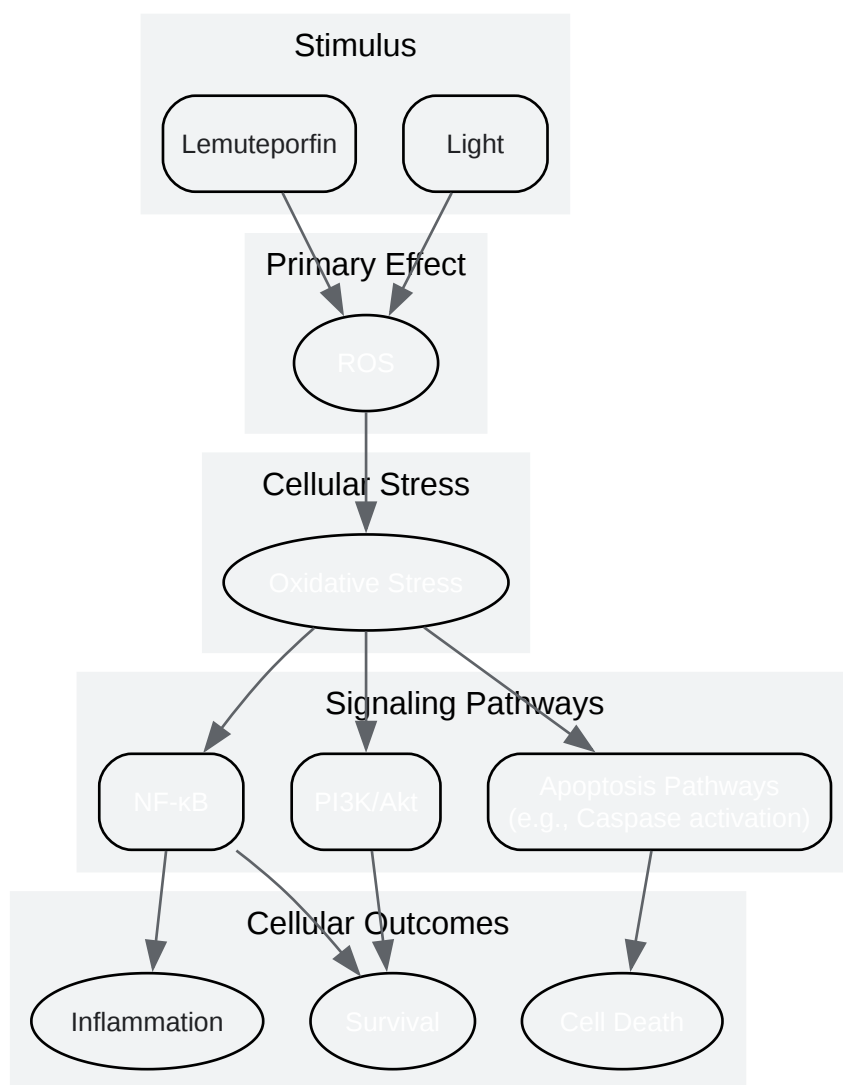 Stimulus
Lemuteporfin
Light
Primary Effect
ROS
Cellular Stress
Oxidative Stress
Signaling Pathways
NF-κB
PI3K/Akt
Apoptosis Pathways
(e.g., Caspase activation)
Cellular Outcomes
Inflammation
Survival
Cell Death